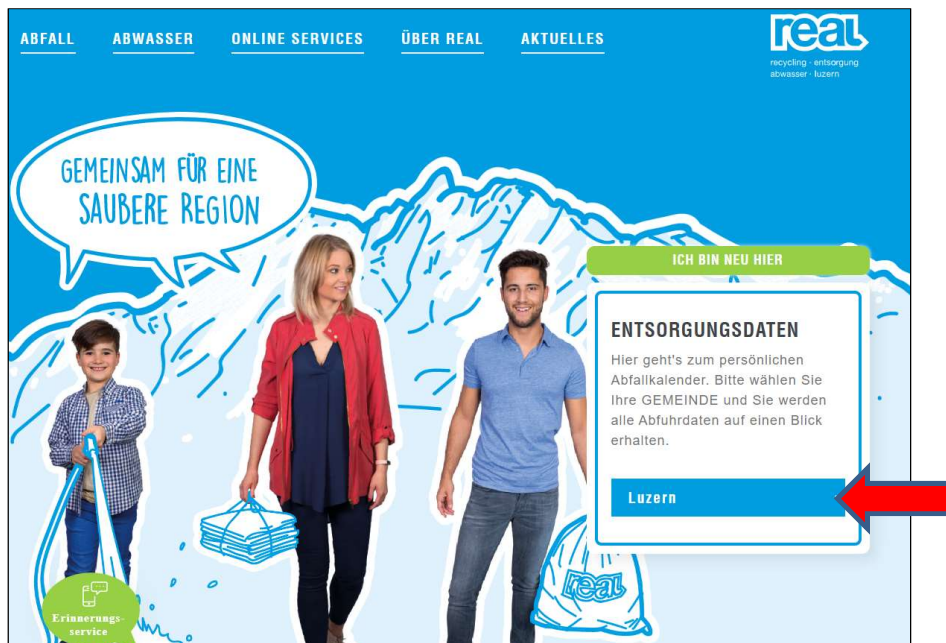 ABFALL ABWASSER ONLINE SERVICES ÜBER REAL AKTUELLES
real
recycling · entsorgung
abwasser · luzern
GEMEINSAM FÜR EINE
SAUBERE REGION
ICH BIN NEU HIER
ENTSORGUNGSDATEN
Hier geht's zum persönlichen
Abfallkalender. Bitte wählen Sie
Ihre GEMEINDE und Sie werden
alle Abfuhrdaten auf einen Blick
erhalten.
Luzern
real
Erinnerungs-
service